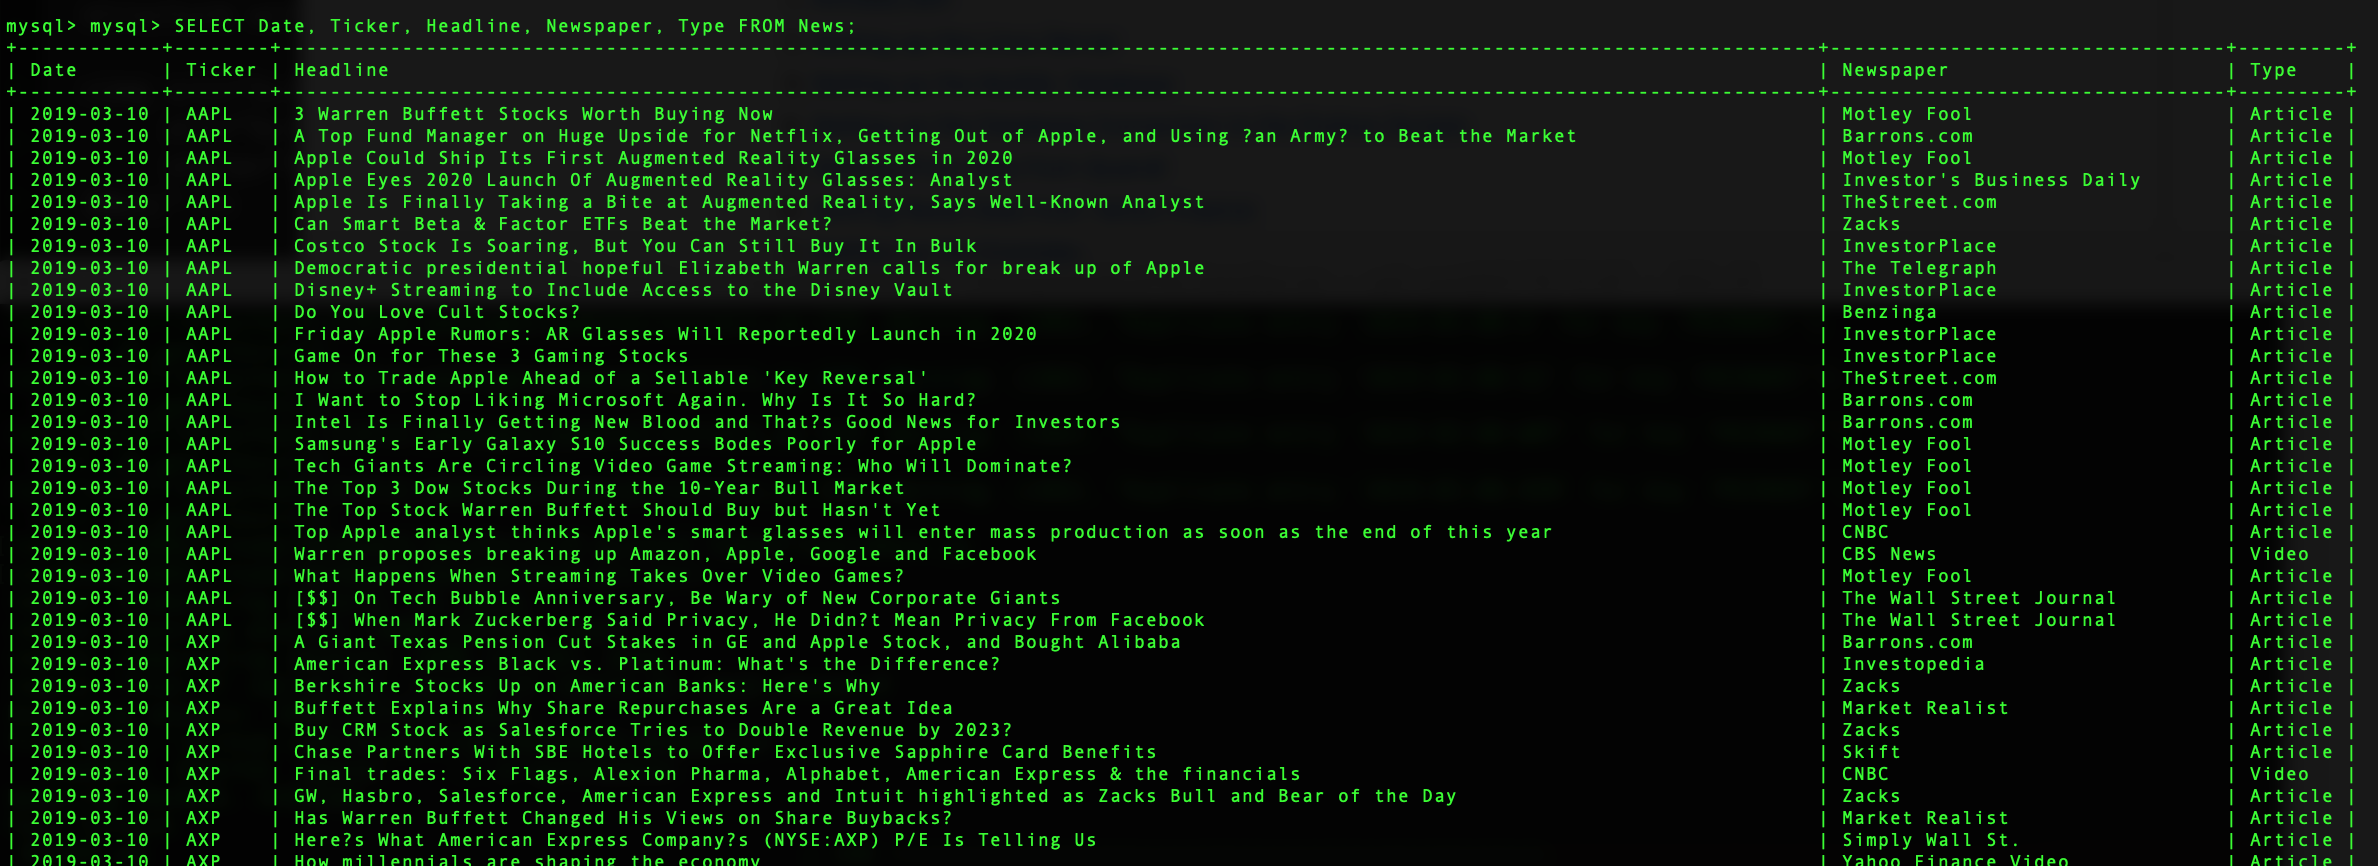 mysql> mysql> SELECT Date, Ticker, Headline, Newspaper, Type FROM News;
| Date | Ticker | Headline | Newspaper | Type |
| 2019-03-10 | AAPL | 3 Warren Buffett Stocks Worth Buying Now | Motley Fool | Article |
| 2019-03-10 | AAPL | A Top Fund Manager on Huge Upside for Netflix, Getting Out of Apple, and Using ?an Army? to Beat the Market | Barrons.com | Article |
| 2019-03-10 | AAPL | Apple Could Ship Its First Augmented Reality Glasses in 2020 | Motley Fool | Article |
| 2019-03-10 | AAPL | Apple Eyes 2020 Launch Of Augmented Reality Glasses: Analyst | Investor's Business Daily | Article |
| 2019-03-10 | AAPL | Apple Is Finally Taking a Bite at Augmented Reality, Says Well-Known Analyst | TheStreet.com | Article |
| 2019-03-10 | AAPL | Can Smart Beta & Factor ETFs Beat the Market? | Zacks | Article |
| 2019-03-10 | AAPL | Costco Stock Is Soaring, But You Can Still Buy It In Bulk | InvestorPlace | Article |
| 2019-03-10 | AAPL | Democratic presidential hopeful Elizabeth Warren calls for break up of Apple | The Telegraph | Article |
| 2019-03-10 | AAPL | Disney+ Streaming to Include Access to the Disney Vault | InvestorPlace | Article |
| 2019-03-10 | AAPL | Do You Love Cult Stocks? | Benzinga | Article |
| 2019-03-10 | AAPL | Friday Apple Rumors: AR Glasses Will Reportedly Launch in 2020 | InvestorPlace | Article |
| 2019-03-10 | AAPL | Game On for These 3 Gaming Stocks | InvestorPlace | Article |
| 2019-03-10 | AAPL | How to Trade Apple Ahead of a Sellable 'Key Reversal' | TheStreet.com | Article |
| 2019-03-10 | AAPL | I Want to Stop Liking Microsoft Again. Why Is It So Hard? | Barrons.com | Article |
| 2019-03-10 | AAPL | Intel Is Finally Getting New Blood and That?s Good News for Investors | Barrons.com | Article |
| 2019-03-10 | AAPL | Samsung's Early Galaxy S10 Success Bodes Poorly for Apple | Motley Fool | Article |
| 2019-03-10 | AAPL | Tech Giants Are Circling Video Game Streaming: Who Will Dominate? | Motley Fool | Article |
| 2019-03-10 | AAPL | The Top 3 Dow Stocks During the 10-Year Bull Market | Motley Fool | Article |
| 2019-03-10 | AAPL | The Top Stock Warren Buffett Should Buy but Hasn't Yet | Motley Fool | Article |
| 2019-03-10 | AAPL | Top Apple analyst thinks Apple's smart glasses will enter mass production as soon as the end of this year | CNBC | Article |
| 2019-03-10 | AAPL | Warren proposes breaking up Amazon, Apple, Google and Facebook | CBS News | Video |
| 2019-03-10 | AAPL | What Happens When Streaming Takes Over Video Games? | Motley Fool | Article |
| 2019-03-10 | AAPL | [$$] On Tech Bubble Anniversary, Be Wary of New Corporate Giants | The Wall Street Journal | Article |
| 2019-03-10 | AAPL | [$$] When Mark Zuckerberg Said Privacy, He Didn?t Mean Privacy From Facebook | The Wall Street Journal | Article |
| 2019-03-10 | AXP | A Giant Texas Pension Cut Stakes in GE and Apple Stock, and Bought Alibaba | Barrons.com | Article |
| 2019-03-10 | AXP | American Express Black vs. Platinum: What's the Difference? | Investopedia | Article |
| 2019-03-10 | AXP | Berkshire Stocks Up on American Banks: Here's Why | Zacks | Article |
| 2019-03-10 | AXP | Buffett Explains Why Share Repurchases Are a Great Idea | Market Realist | Article |
| 2019-03-10 | AXP | Buy CRM Stock as Salesforce Tries to Double Revenue by 2023? | Zacks | Article |
| 2019-03-10 | AXP | Chase Partners With SBE Hotels to Offer Exclusive Sapphire Card Benefits | Skift | Article |
| 2019-03-10 | AXP | Final trades: Six Flags, Alexion Pharma, Alphabet, American Express & the financials | CNBC | Video |
| 2019-03-10 | AXP | GW, Hasbro, Salesforce, American Express and Intuit highlighted as Zacks Bull and Bear of the Day | Zacks | Article |
| 2019-03-10 | AXP | Has Warren Buffett Changed His Views on Share Buybacks? | Market Realist | Article |
| 2019-03-10 | AXP | Here?s What American Express Company?s (NYSE:AXP) P/E Is Telling Us | Simply Wall St. | Article |
| 2019-03-10 | AXP | How millennials are shaping the economy | Yahoo Finance Video | Article |